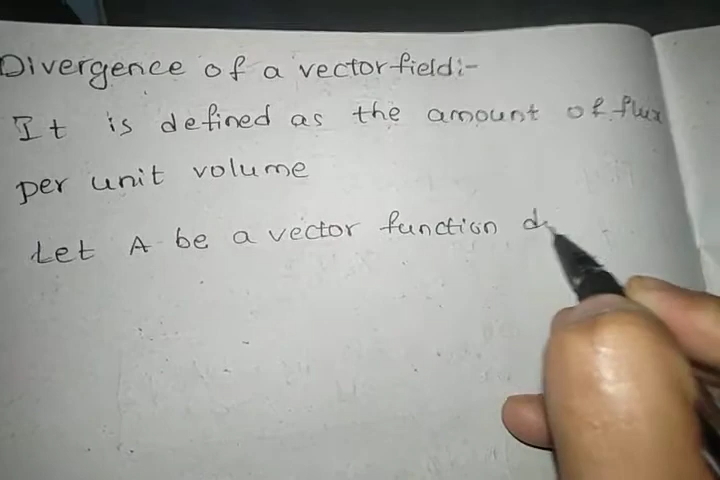 Divergence of a vector field:-
It is defined as the amount of flux
per unit volume
Let A be a vector function d